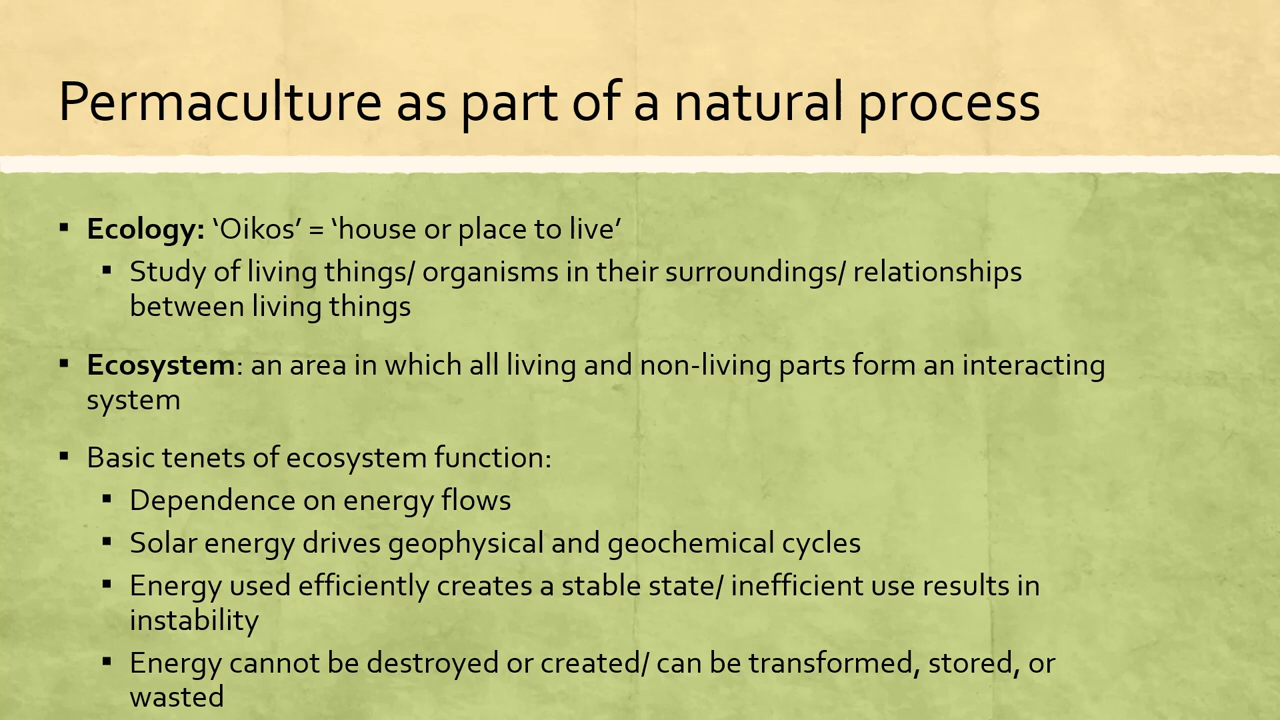 Permaculture as part of a natural process
▪ Ecology: ‘Oikos’ = ‘house or place to live’
▪ Study of living things/ organisms in their surroundings/ relationships
between living things
▪ Ecosystem: an area in which all living and non-living parts form an interacting
system
▪ Basic tenets of ecosystem function:
▪ Dependence on energy flows
▪ Solar energy drives geophysical and geochemical cycles
▪ Energy used efficiently creates a stable state/ inefficient use results in
instability
▪ Energy cannot be destroyed or created/ can be transformed, stored, or
wasted